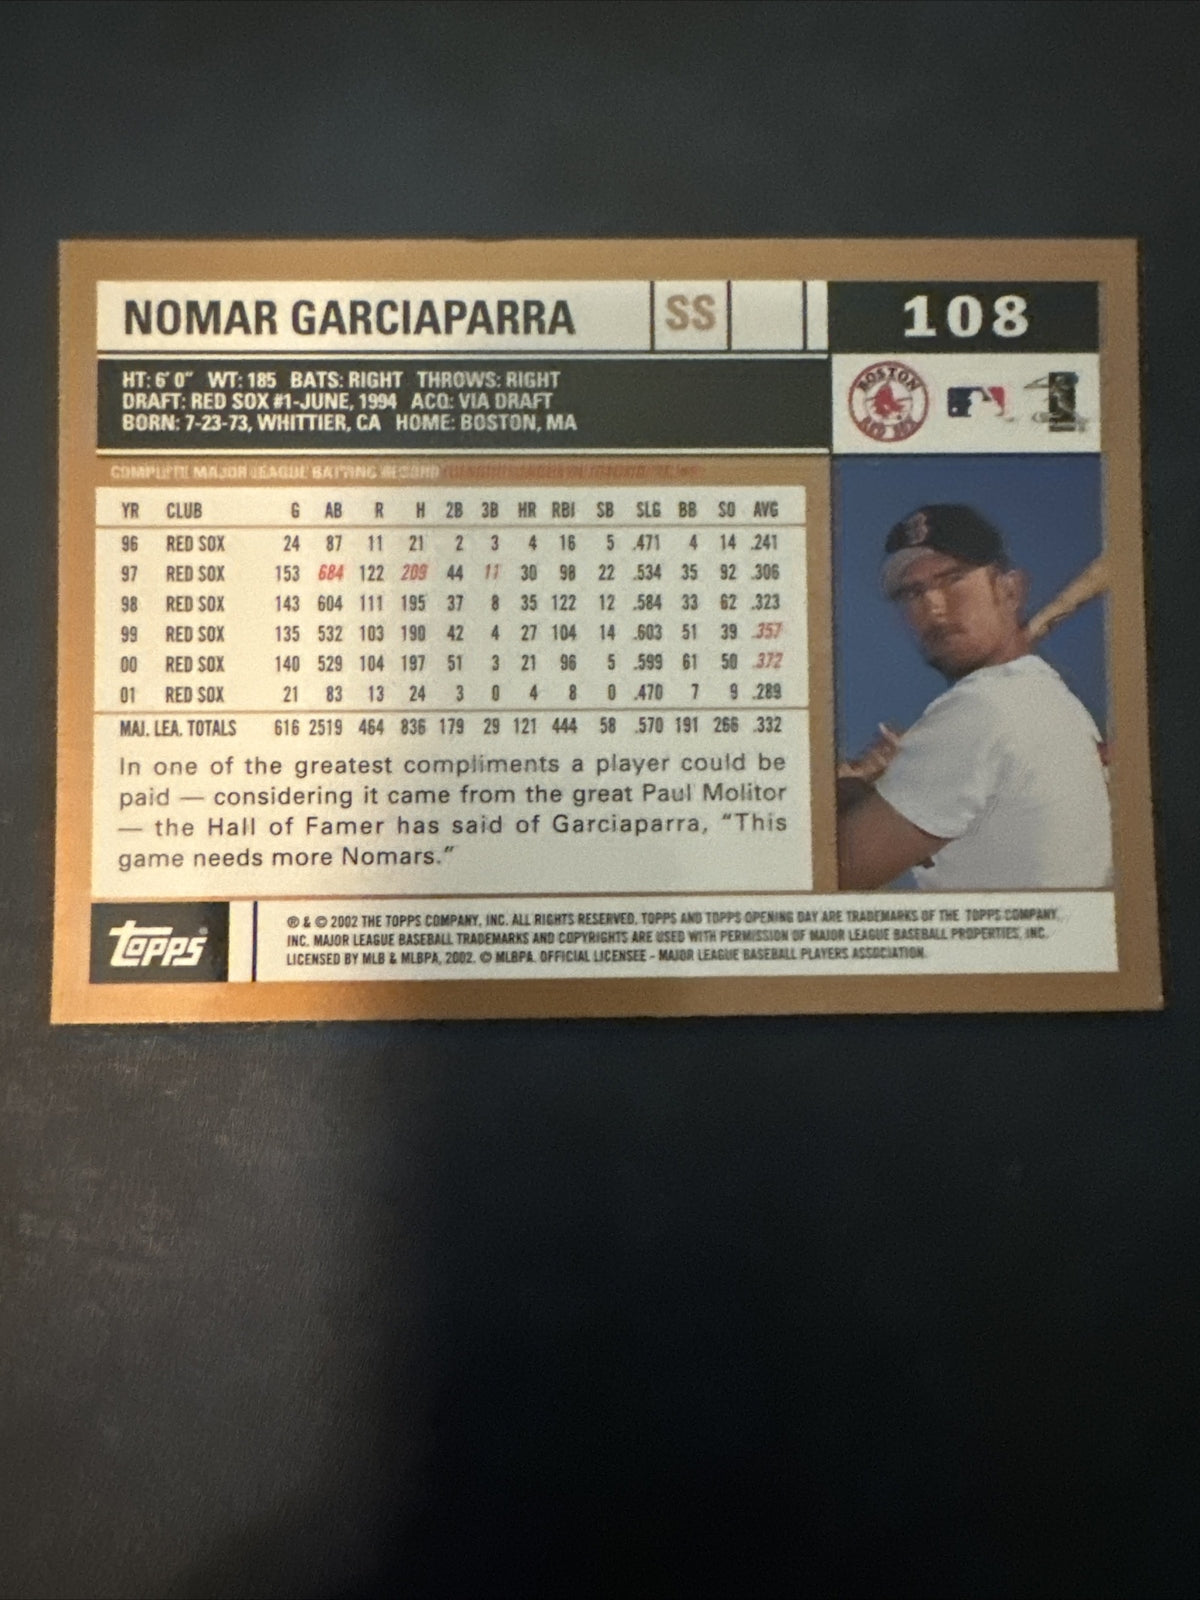 NOMAR GARCIAPARRA SS 108
HT: 6' 0" WT: 185 BATS: RIGHT THROWS: RIGHT
DRAFT: RED SOX #1-JUNE, 1994 ACQ: VIA DRAFT
BORN: 7-23-73, WHITTIER, CA HOME: BOSTON, MA
BOSTON
RED SOX
COMPLETE MAJOR LEAGUE BATTING RECORD
YR CLUB G AB R H 2B 3B HR RBI SB SLG BB SO AVG
96 RED SOX 24 87 11 21 2 3 4 16 5 .471 4 14 .241
97 RED SOX 153 684 122 209 44 11 30 98 22 .534 35 92 .306
98 RED SOX 143 604 111 195 37 8 35 122 12 .584 33 62 .323
99 RED SOX 135 532 103 190 42 4 27 104 14 .603 51 39 .357
00 RED SOX 140 529 104 197 51 3 21 96 5 .599 61 50 .372
01 RED SOX 21 83 13 24 3 0 4 8 0 .470 7 9 .289
MAJ. LEA. TOTALS 616 2519 464 836 179 29 121 444 58 .570 191 266 .332
In one of the greatest compliments a player could be
paid — considering it came from the great Paul Molitor
— the Hall of Famer has said of Garciaparra, “This
game needs more Nomars.”
Topps®
® & © 2002 THE TOPPS COMPANY, INC. ALL RIGHTS RESERVED. TOPPS AND TOPPS OPENING DAY ARE TRADEMARKS OF THE TOPPS COMPANY,
INC. MAJOR LEAGUE BASEBALL TRADEMARKS AND COPYRIGHTS ARE USED WITH PERMISSION OF MAJOR LEAGUE BASEBALL PROPERTIES, INC.
LICENSED BY MLB & MLBPA, 2002. © MLBPA. OFFICIAL LICENSEE - MAJOR LEAGUE BASEBALL PLAYERS ASSOCIATION.